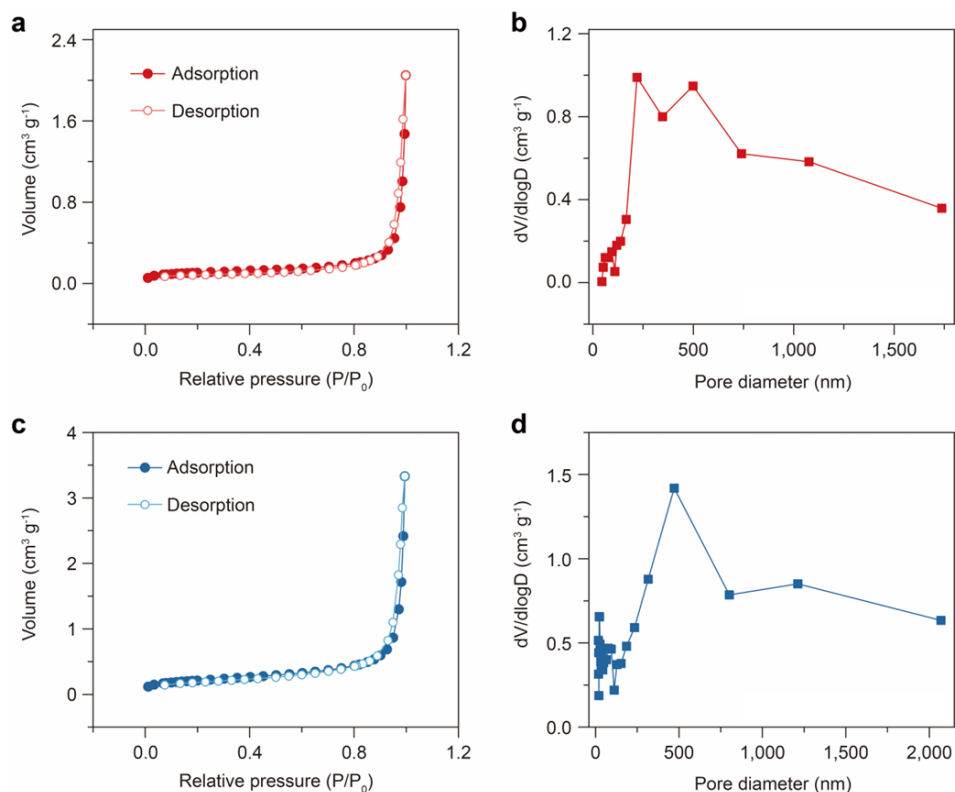 a
2.4
1.8
1.2
0.6
0.0
Volume (cm³ g⁻¹)
Adsorption
Desorption
0.0 0.4 0.8 1.2
Relative pressure (P/P₀)
b
1.2
0.8
0.4
0.0
dV/dlogD (cm³ g⁻¹)
0 500 1,000 1,500
Pore diameter (nm)
c
4
3
2
1
0
Volume (cm³ g⁻¹)
Adsorption
Desorption
0.0 0.4 0.8 1.2
Relative pressure (P/P₀)
d
1.5
1.0
0.5
0.0
dV/dlogD (cm³ g⁻¹)
0 500 1,000 1,500 2,000
Pore diameter (nm)